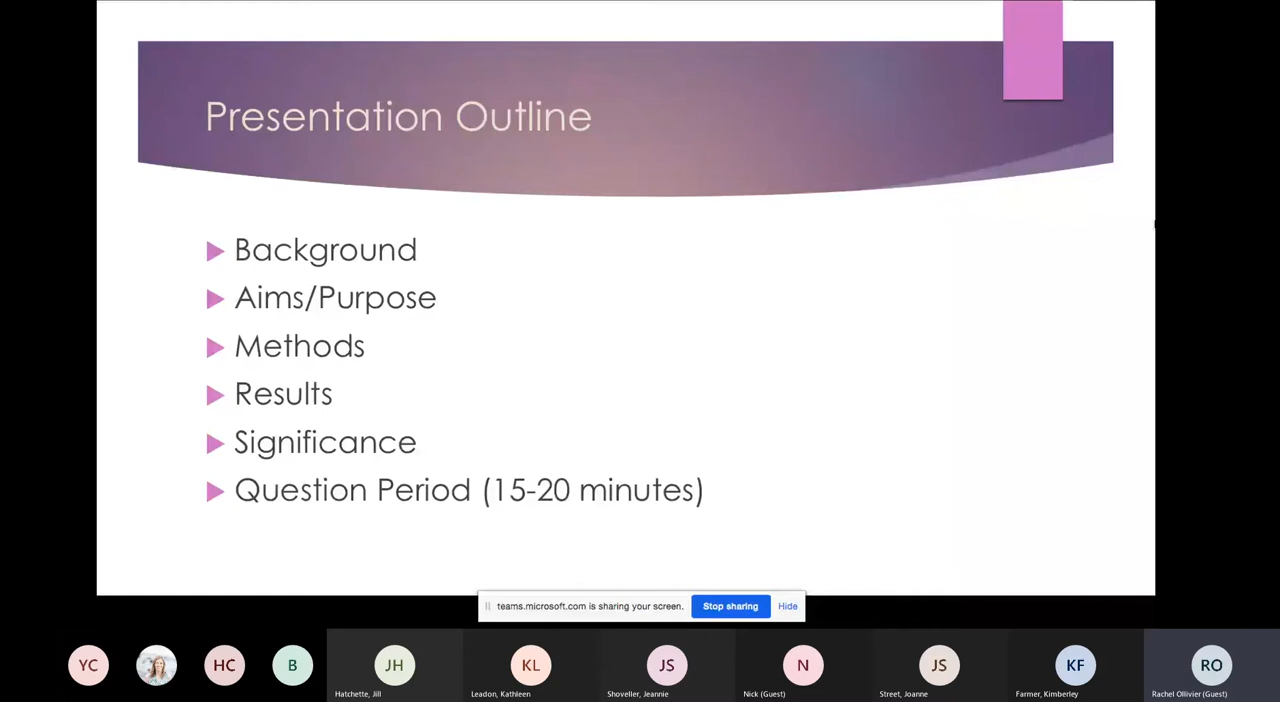 Presentation Outline
Background
Aims/Purpose
Methods
Results
Significance
Question Period (15-20 minutes)
teams.microsoft.com is sharing your screen. Stop sharing Hide
YC HC B JH KL JS N JS KF RO
Hatchette, Jill Leadon, Kathleen Shoveller, Jeannie Nick (Guest) Street, Joanne Farmer, Kimberley Rachel Ollivier (Guest)